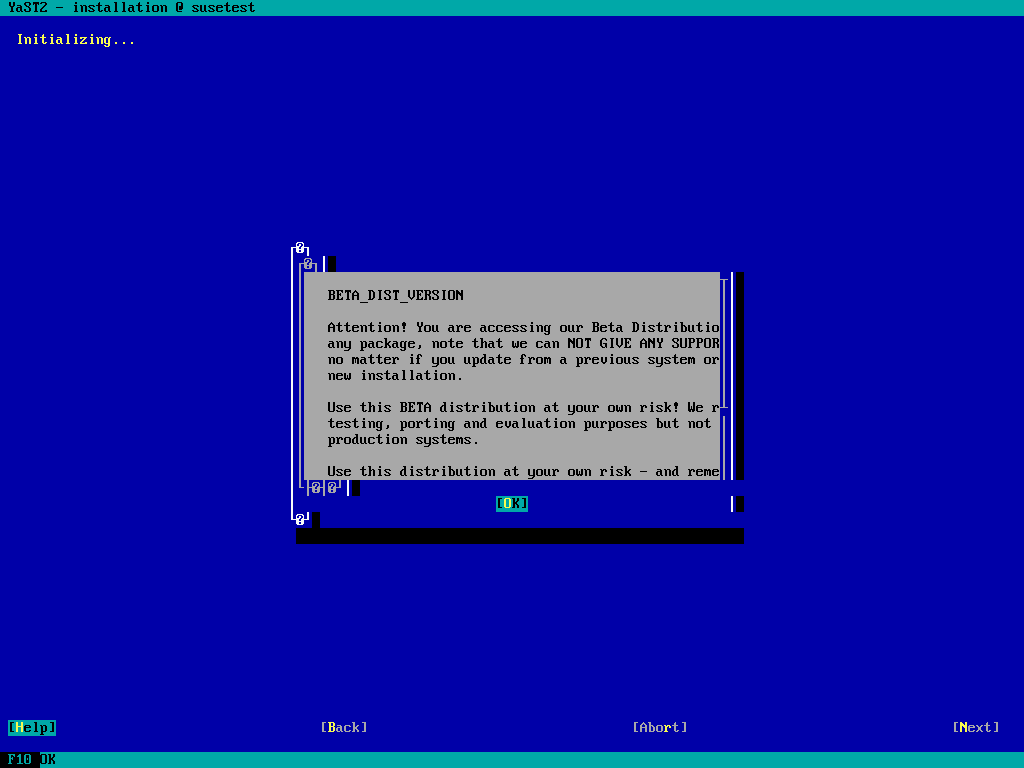 YaST2 - installation @ susetest
Initializing...
BETA_DIST_VERSION
Attention! You are accessing our Beta Distributio
any package, note that we can NOT GIVE ANY SUPPOR
no matter if you update from a previous system or
new installation.
Use this BETA distribution at your own risk! We r
testing, porting and evaluation purposes but not
production systems.
Use this distribution at your own risk - and reme
[OK]
[Help] [Back] [Abort] [Next]
F10 OK